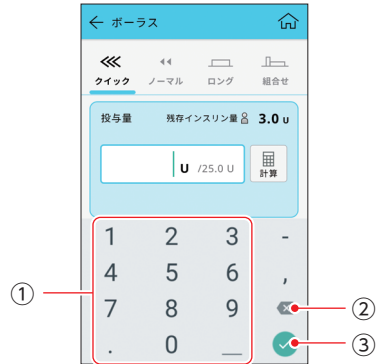 ボーラス
クイック ノーマル ロング 組合せ
投与量 残存インスリン量 3.0 U
U /25.0 U 計算
1 2 3 -
4 5 6 ,
① 7 8 9 ②
. 0 _ ③